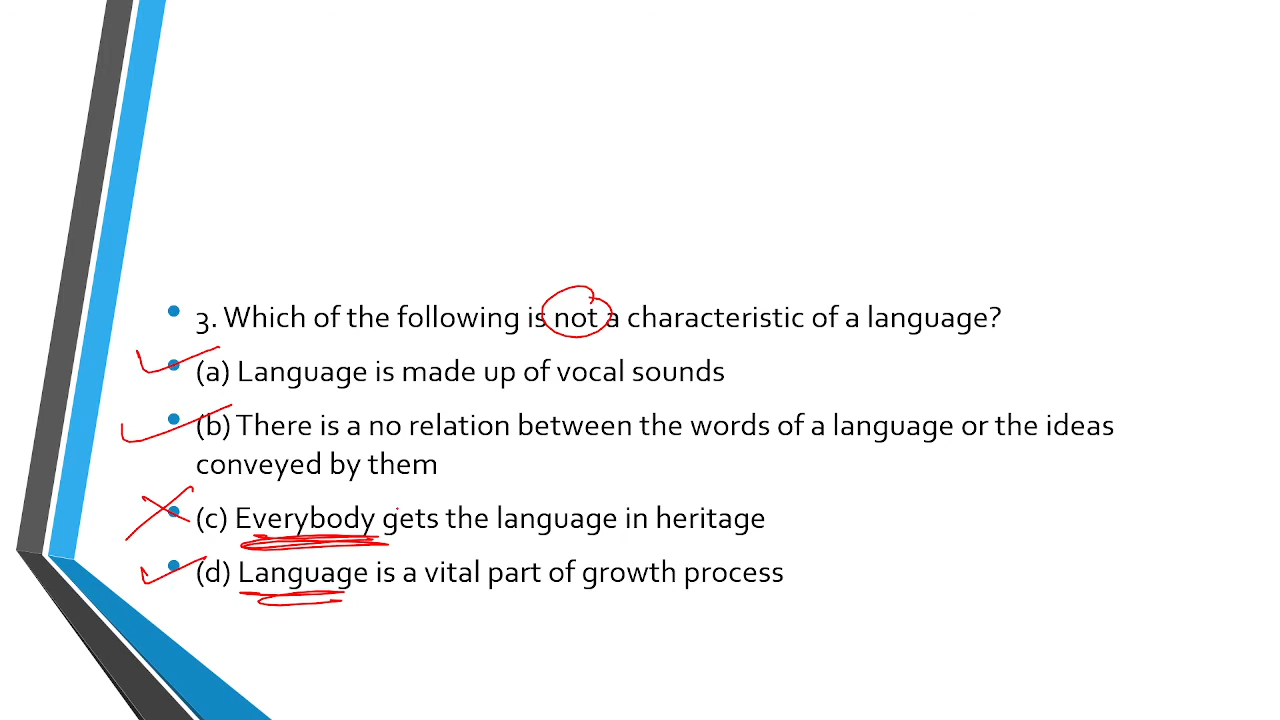 3. Which of the following is not a characteristic of a language?
(a) Language is made up of vocal sounds
(b) There is a no relation between the words of a language or the ideas
conveyed by them
(c) Everybody gets the language in heritage
(d) Language is a vital part of growth process